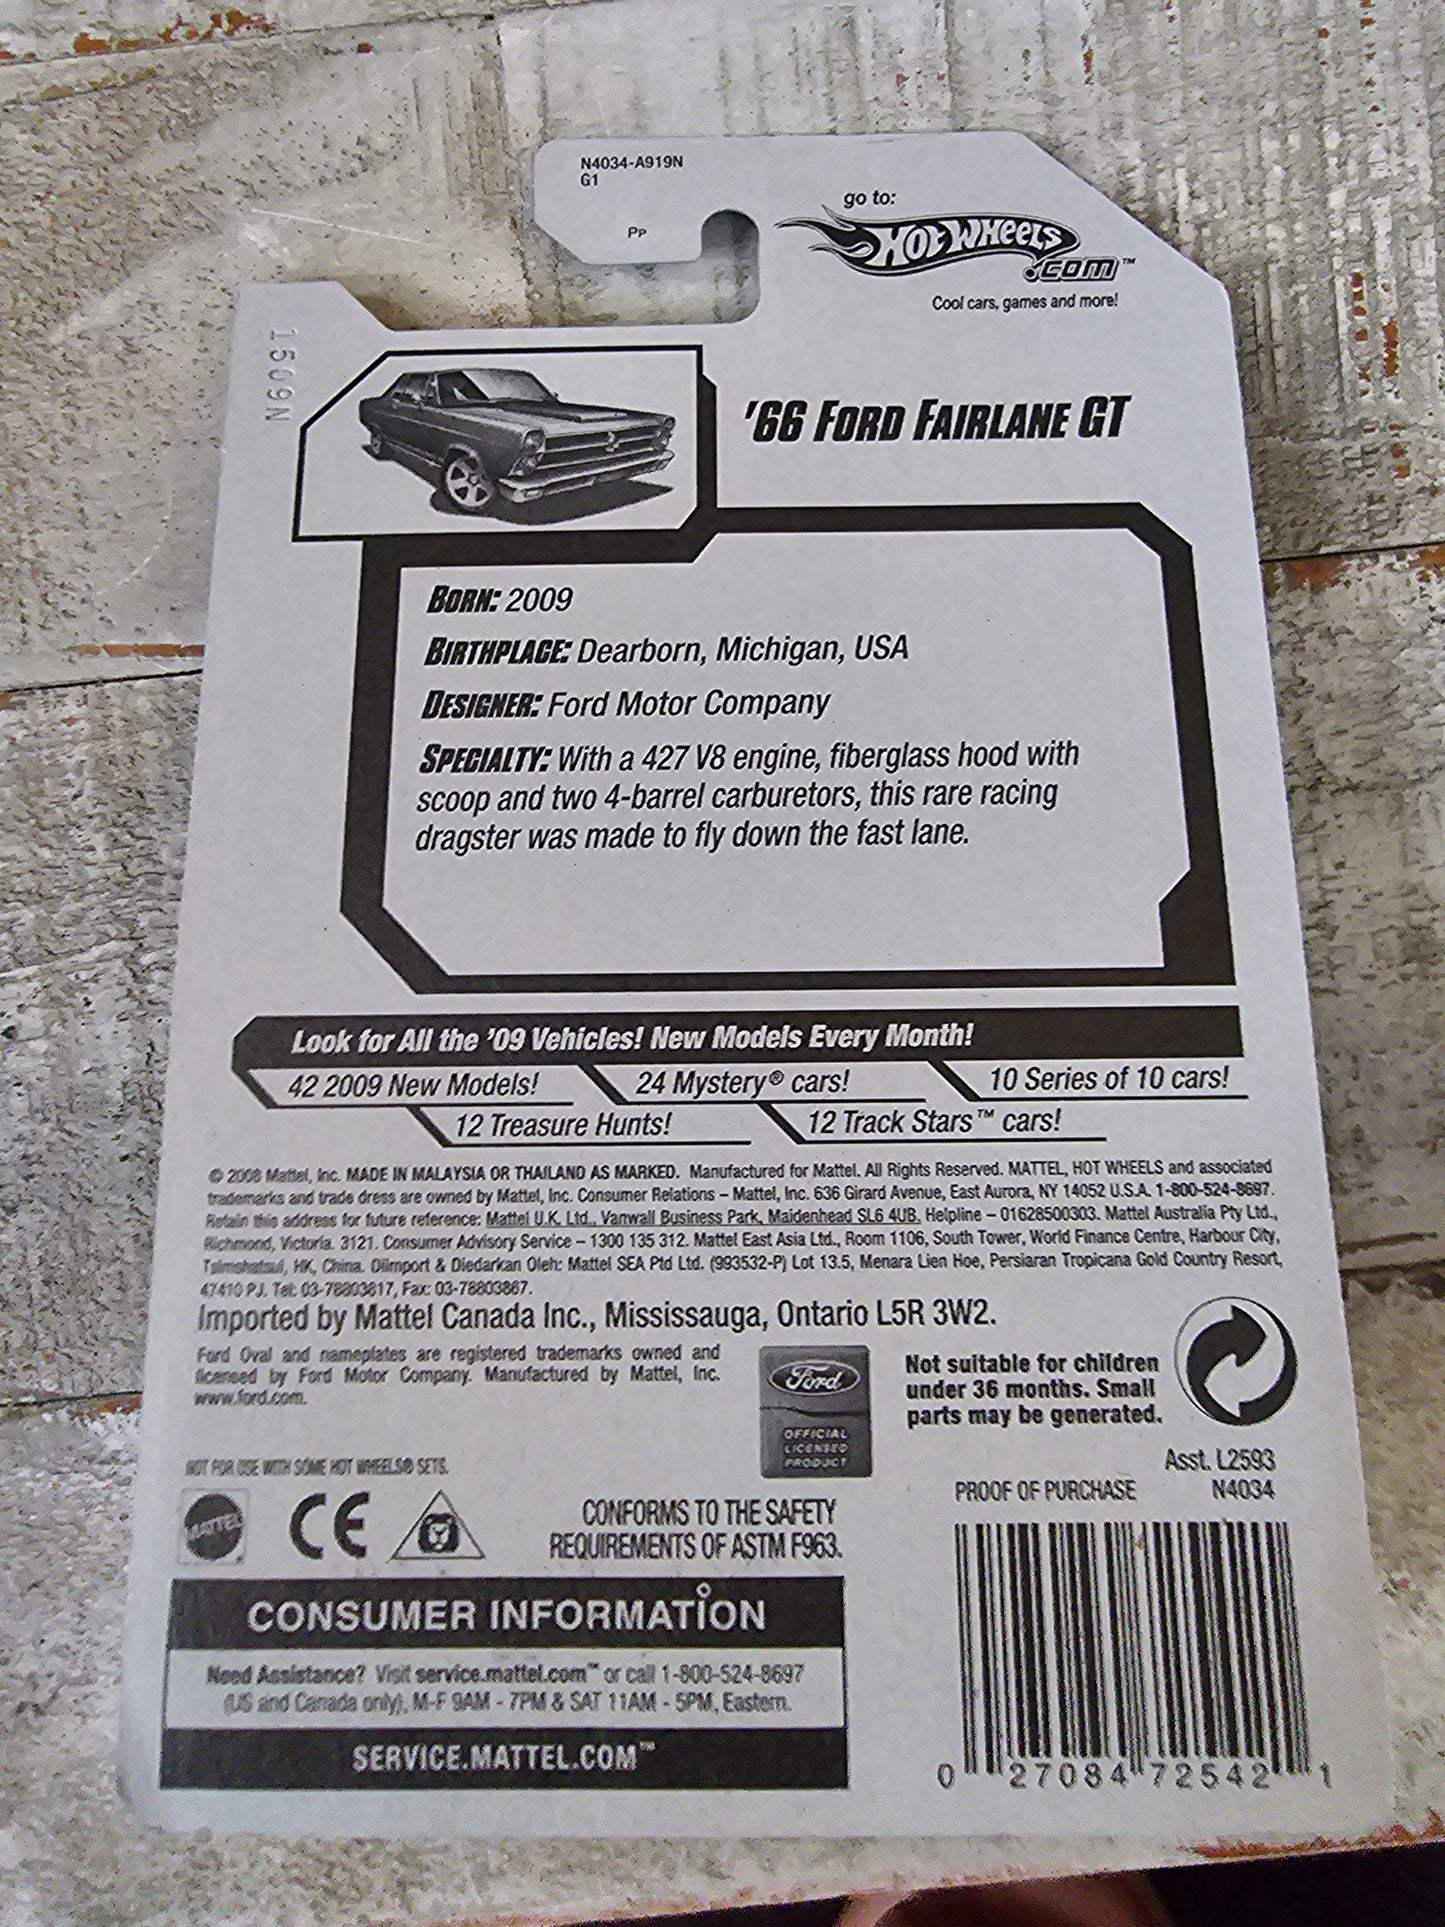 N4034-A919N
G1
PP
go to:
Hot Wheels
.com™
Cool cars, games and more!
1509N
'66 FORD FAIRLANE GT
BORN: 2009
BIRTHPLACE: Dearborn, Michigan, USA
DESIGNER: Ford Motor Company
SPECIALTY: With a 427 V8 engine, fiberglass hood with
scoop and two 4-barrel carburetors, this rare racing
dragster was made to fly down the fast lane.
Look for All the '09 Vehicles! New Models Every Month!
42 2009 New Models!
24 Mystery® cars!
10 Series of 10 cars!
12 Treasure Hunts!
12 Track Stars™ cars!
© 2008 Mattel, Inc. MADE IN MALAYSIA OR THAILAND AS MARKED. Manufactured for Mattel. All Rights Reserved. MATTEL, HOT WHEELS and associated
trademarks and trade dress are owned by Mattel, Inc. Consumer Relations – Mattel, Inc. 636 Girard Avenue, East Aurora, NY 14052 U.S.A. 1-800-524-8697.
Retain this address for future reference: Mattel U.K. Ltd., Vanwall Business Park, Maidenhead SL6 4UB. Helpline – 01628500303. Mattel Australia Pty Ltd.,
Richmond, Victoria. 3121. Consumer Advisory Service – 1300 135 312. Mattel East Asia Ltd., Room 1106, South Tower, World Finance Centre, Harbour City,
Tsimshatsui, HK, China. Diimport & Diedarkan Oleh: Mattel SEA Ptd Ltd. (993532-P) Lot 13.5, Menara Lien Hoe, Persiaran Tropicana Gold Country Resort,
47410 PJ. Tel: 03-78803817, Fax: 03-78803867.
Imported by Mattel Canada Inc., Mississauga, Ontario L5R 3W2.
Ford Oval and nameplates are registered trademarks owned and
licensed by Ford Motor Company. Manufactured by Mattel, Inc.
www.ford.com.
Ford
OFFICIAL
LICENSED
PRODUCT
Not suitable for children
under 36 months. Small
parts may be generated.
NOT FOR USE WITH SOME HOT WHEELS® SETS.
Asst. L2593
PROOF OF PURCHASE N4034
MATTEL
CE
CONFORMS TO THE SAFETY
REQUIREMENTS OF ASTM F963.
CONSUMER INFORMATION
Need Assistance? Visit service.mattel.com™ or call 1-800-524-8697
(US and Canada only), M-F 9AM - 7PM & SAT 11AM - 5PM, Eastern.
SERVICE.MATTEL.COM™
0 27084 72542 1